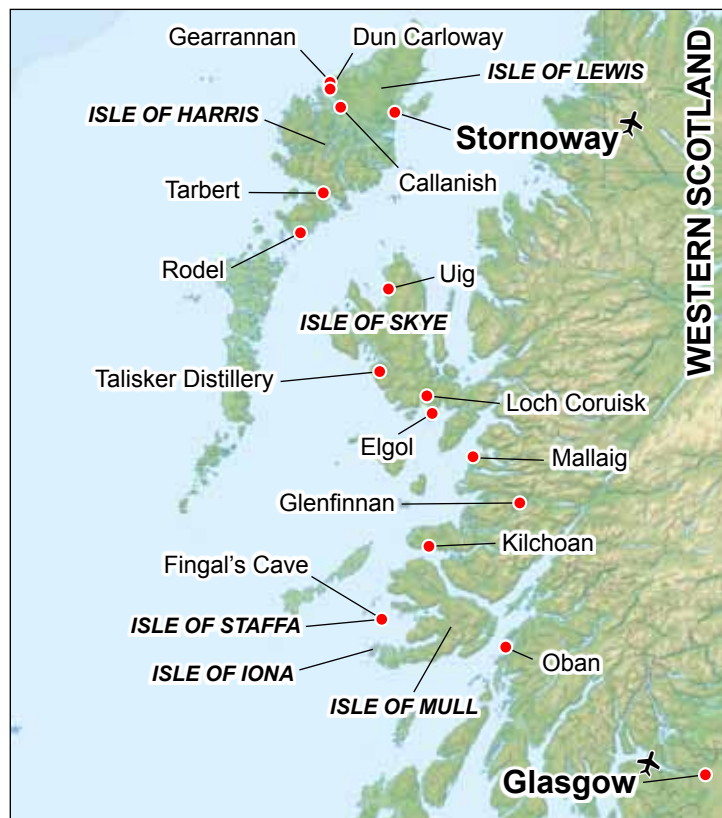 Gearrannan
Dun Carloway
ISLE OF LEWIS
WESTERN SCOTLAND
ISLE OF HARRIS
Stornoway
Callanish
Tarbert
Rodel
Uig
ISLE OF SKYE
Talisker Distillery
Loch Coruisk
Elgol
Mallaig
Glenfinnan
Kilchoan
Fingal’s Cave
ISLE OF STAFFA
Oban
ISLE OF IONA
ISLE OF MULL
Glasgow